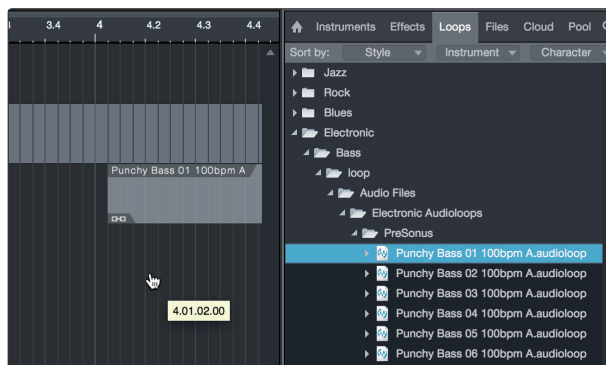 3.4 4 4.2 4.3 4.4
Instruments Effects Loops Files Cloud Pool
Sort by: Style Instrument Character
Jazz
Rock
Blues
Electronic
Bass
loop
Audio Files
Electronic Audioloops
PreSonus
Punchy Bass 01 100bpm A.audioloop
Punchy Bass 02 100bpm A.audioloop
Punchy Bass 03 100bpm A.audioloop
Punchy Bass 04 100bpm A.audioloop
Punchy Bass 05 100bpm A.audioloop
Punchy Bass 06 100bpm A.audioloop
Punchy Bass 01 100bpm A
4.01.02.00